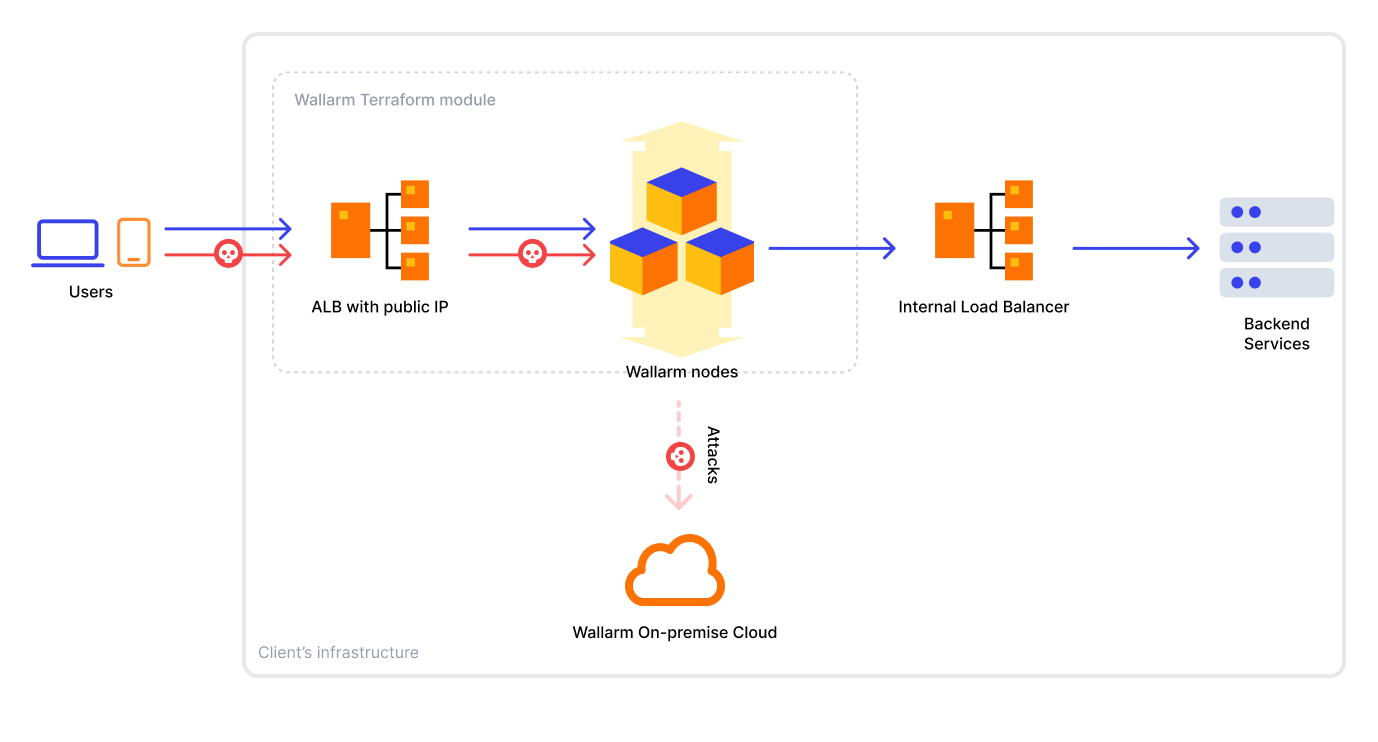 Wallarm Terraform module
Users
ALB with public IP
Wallarm nodes
Internal Load Balancer
Backend
Services
Attacks
Wallarm On-premise Cloud
Client’s infrastructure